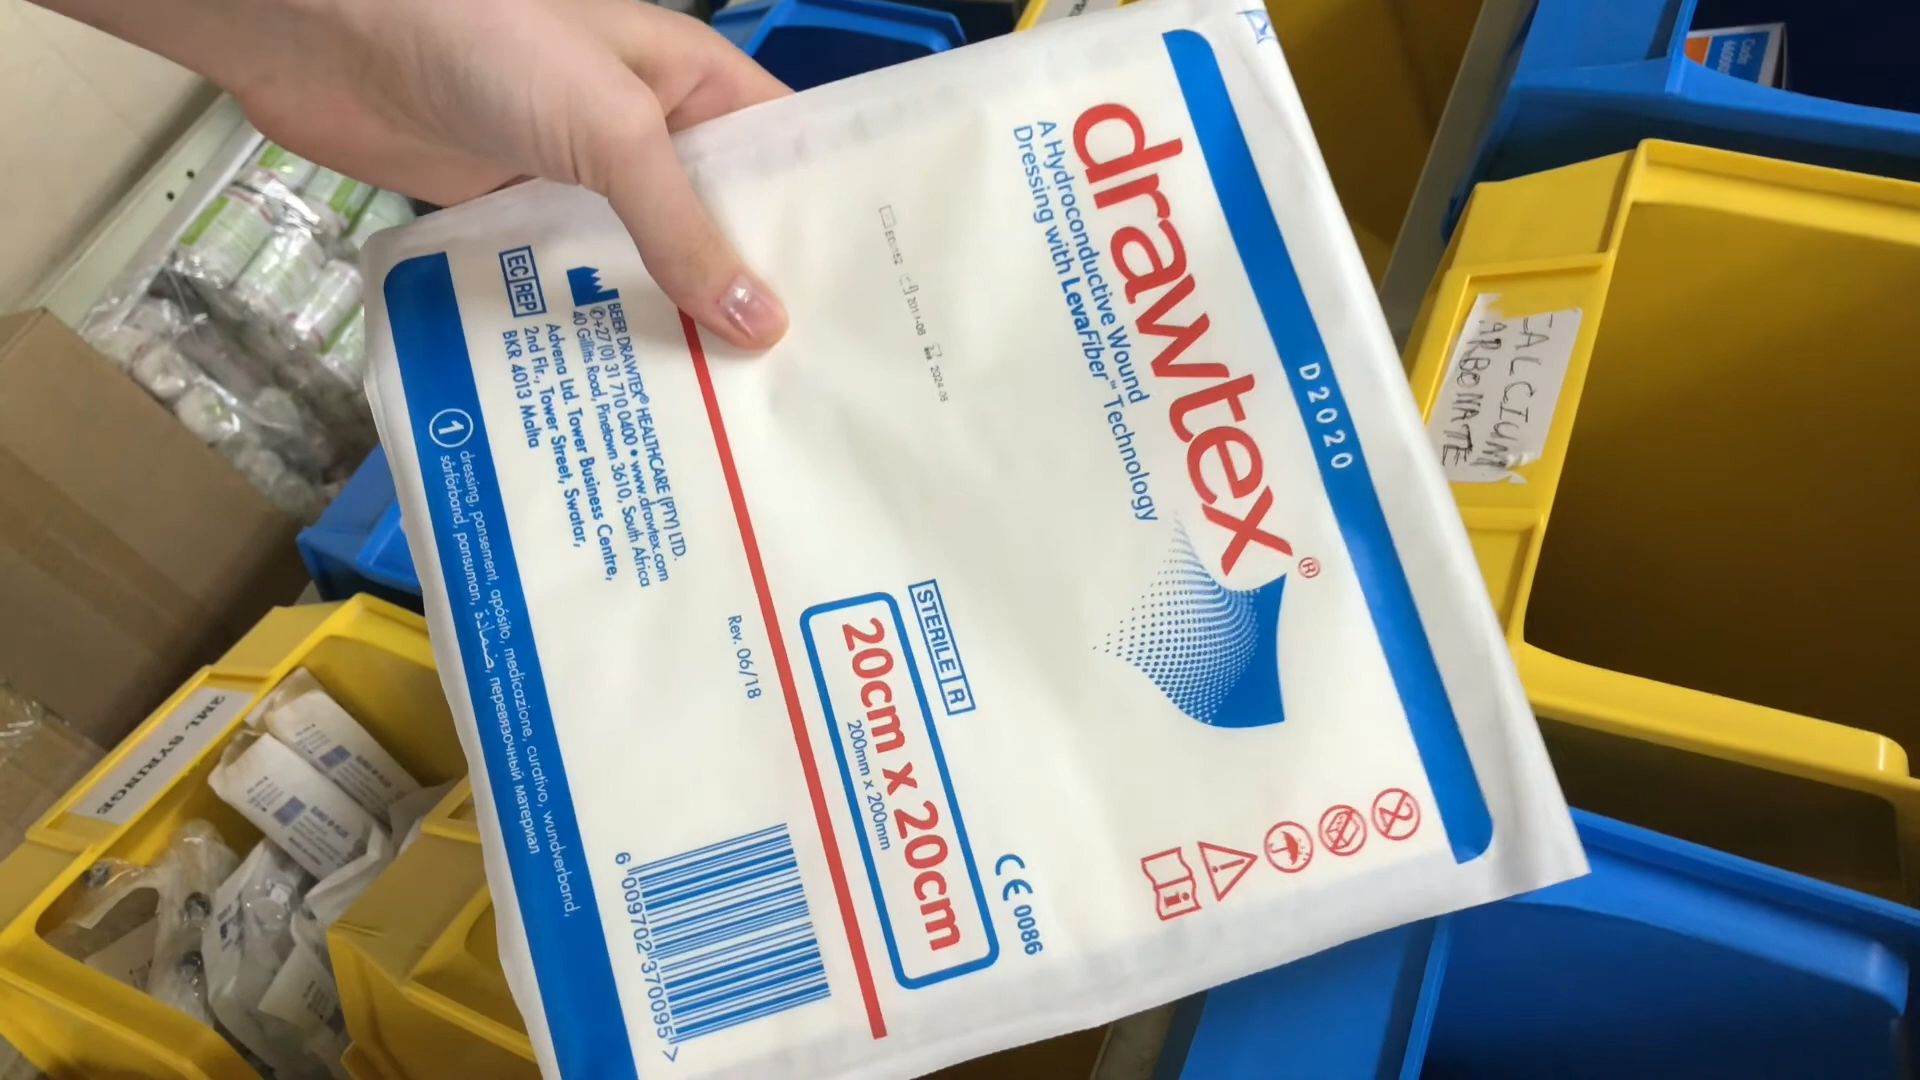 D2020
drawtex®
A Hydroconductive Wound
Dressing with LevaFiber™ Technology
2024-08
STERILE R
CE 0086
20cm x 20cm
200mm x 200mm
Rev. 06/18
BEIER DRAWTEX® HEALTHCARE (PTY) LTD.
✆+27 (0) 31 710 0400 • www.drawtex.com
40 Gillitts Road, Pinetown 3610, South Africa
EC REP
Advena Ltd. Tower Business Centre,
2nd Flr., Tower Street, Swatar,
BKR 4013 Malta
6 009702 370095 >
1
dressing, pansement, apósito, medicazione, curativo, wundverband,
sårförband, pansuman, ضمادة, перевязочный материал
CALCIUM
CARBONATE
2ML SYRINGE
Code